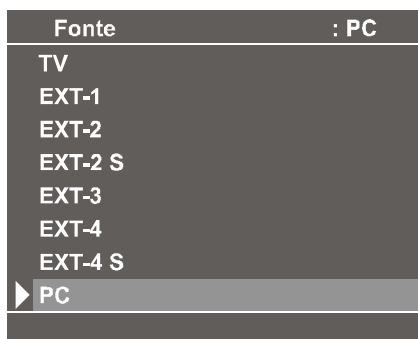 Fonte : PC
TV
EXT-1
EXT-2
EXT-2 S
EXT-3
EXT-4
EXT-4 S
PC